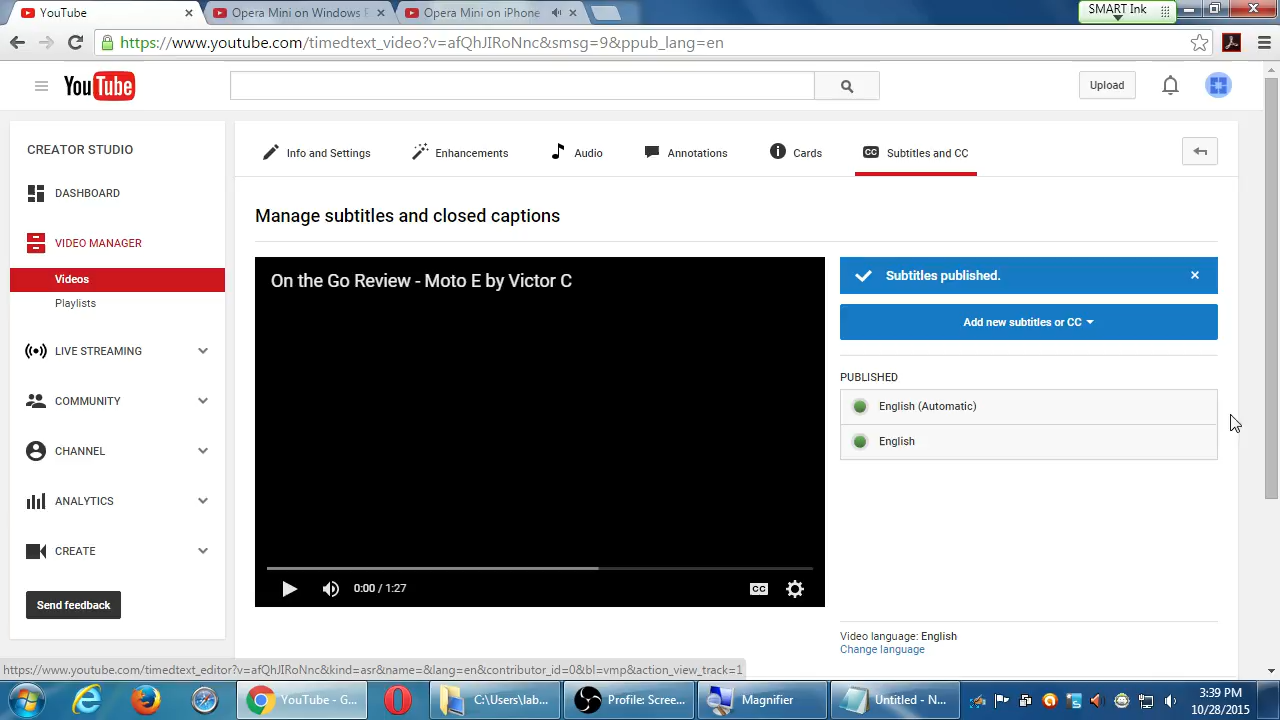 YouTube
Opera Mini on Windows
Opera Mini on iPhone
SMART Ink
https://www.youtube.com/timedtext_video?v=afQhJIRoNnc&smsg=9&ppub_lang=en
YouTube
Upload
CREATOR STUDIO
Info and Settings
Enhancements
Audio
Annotations
Cards
CC
Subtitles and CC
DASHBOARD
VIDEO MANAGER
Videos
Playlists
LIVE STREAMING
COMMUNITY
CHANNEL
ANALYTICS
CREATE
Send feedback
Manage subtitles and closed captions
On the Go Review - Moto E by Victor C
0:00 / 1:27
CC
Subtitles published.
Add new subtitles or CC
PUBLISHED
English (Automatic)
English
Video language: English
Change language
https://www.youtube.com/timedtext_editor?v=afQhJIRoNnc&kind=asr&name=&lang=en&contributor_id=0&bl=vmp&action_view_track=1
YouTube - G...
C:\Users\lab...
Profile: Scree...
Magnifier
Untitled - N...
3:39 PM
10/28/2015